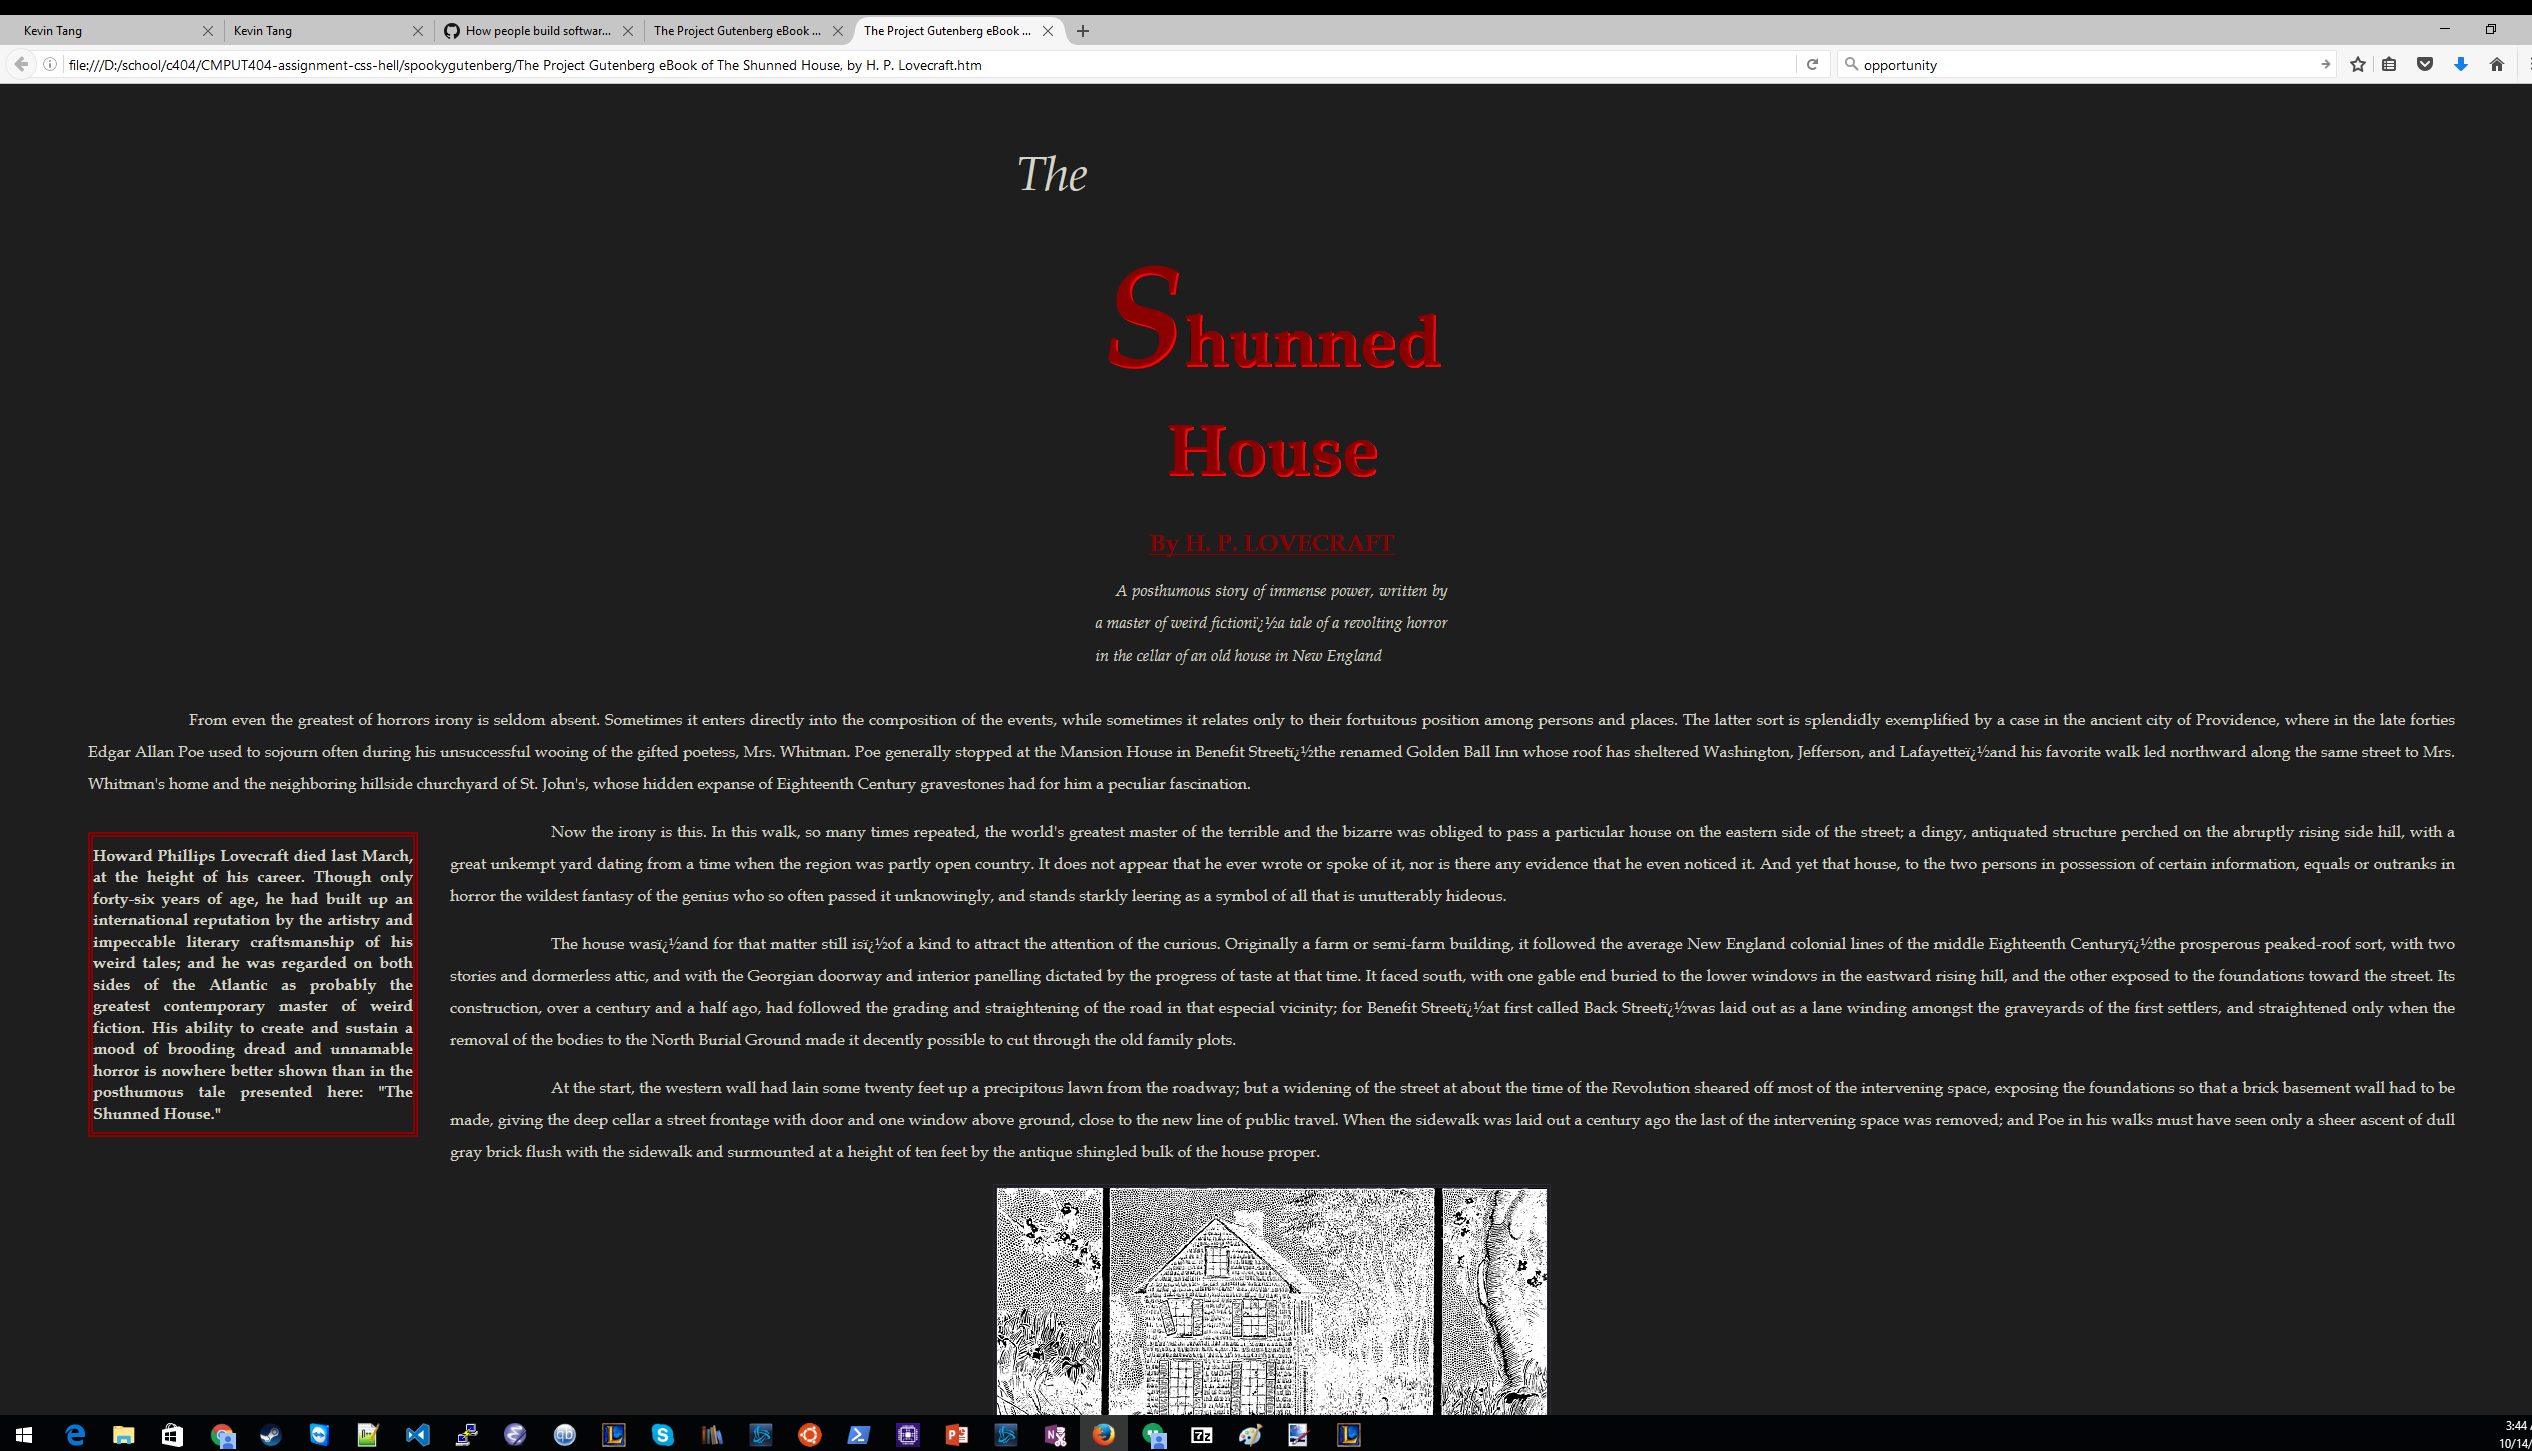 Kevin Tang
Kevin Tang
How people build softwar...
The Project Gutenberg eBook ...
The Project Gutenberg eBook ...
file:///D:/school/c404/CMPUT404-assignment-css-hell/spookygutenberg/The Project Gutenberg eBook of The Shunned House, by H. P. Lovecraft.htm
opportunity
The
Shunned
House
By H. P. LOVECRAFT
A posthumous story of immense power, written by
a master of weird fictionï¿½a tale of a revolting horror
in the cellar of an old house in New England
From even the greatest of horrors irony is seldom absent. Sometimes it enters directly into the composition of the events, while sometimes it relates only to their fortuitous position among persons and places. The latter sort is splendidly exemplified by a case in the ancient city of Providence, where in the late forties
Edgar Allan Poe used to sojourn often during his unsuccessful wooing of the gifted poetess, Mrs. Whitman. Poe generally stopped at the Mansion House in Benefit Streetï¿½the renamed Golden Ball Inn whose roof has sheltered Washington, Jefferson, and Lafayetteï¿½and his favorite walk led northward along the same street to Mrs.
Whitman's home and the neighboring hillside churchyard of St. John's, whose hidden expanse of Eighteenth Century gravestones had for him a peculiar fascination.
Howard Phillips Lovecraft died last March,
at the height of his career. Though only
forty-six years of age, he had built up an
international reputation by the artistry and
impeccable literary craftsmanship of his
weird tales; and he was regarded on both
sides of the Atlantic as probably the
greatest contemporary master of weird
fiction. His ability to create and sustain a
mood of brooding dread and unnamable
horror is nowhere better shown than in the
posthumous tale presented here: "The
Shunned House."
Now the irony is this. In this walk, so many times repeated, the world's greatest master of the terrible and the bizarre was obliged to pass a particular house on the eastern side of the street; a dingy, antiquated structure perched on the abruptly rising side hill, with a
great unkempt yard dating from a time when the region was partly open country. It does not appear that he ever wrote or spoke of it, nor is there any evidence that he even noticed it. And yet that house, to the two persons in possession of certain information, equals or outranks in
horror the wildest fantasy of the genius who so often passed it unknowingly, and stands starkly leering as a symbol of all that is unutterably hideous.
The house wasï¿½and for that matter still isï¿½of a kind to attract the attention of the curious. Originally a farm or semi-farm building, it followed the average New England colonial lines of the middle Eighteenth Centuryï¿½the prosperous peaked-roof sort, with two
stories and dormerless attic, and with the Georgian doorway and interior panelling dictated by the progress of taste at that time. It faced south, with one gable end buried to the lower windows in the eastward rising hill, and the other exposed to the foundations toward the street. Its
construction, over a century and a half ago, had followed the grading and straightening of the road in that especial vicinity; for Benefit Streetï¿½at first called Back Streetï¿½was laid out as a lane winding amongst the graveyards of the first settlers, and straightened only when the
removal of the bodies to the North Burial Ground made it decently possible to cut through the old family plots.
At the start, the western wall had lain some twenty feet up a precipitous lawn from the roadway; but a widening of the street at about the time of the Revolution sheared off most of the intervening space, exposing the foundations so that a brick basement wall had to be
made, giving the deep cellar a street frontage with door and one window above ground, close to the new line of public travel. When the sidewalk was laid out a century ago the last of the intervening space was removed; and Poe in his walks must have seen only a sheer ascent of dull
gray brick flush with the sidewalk and surmounted at a height of ten feet by the antique shingled bulk of the house proper.
3:44
10/14/